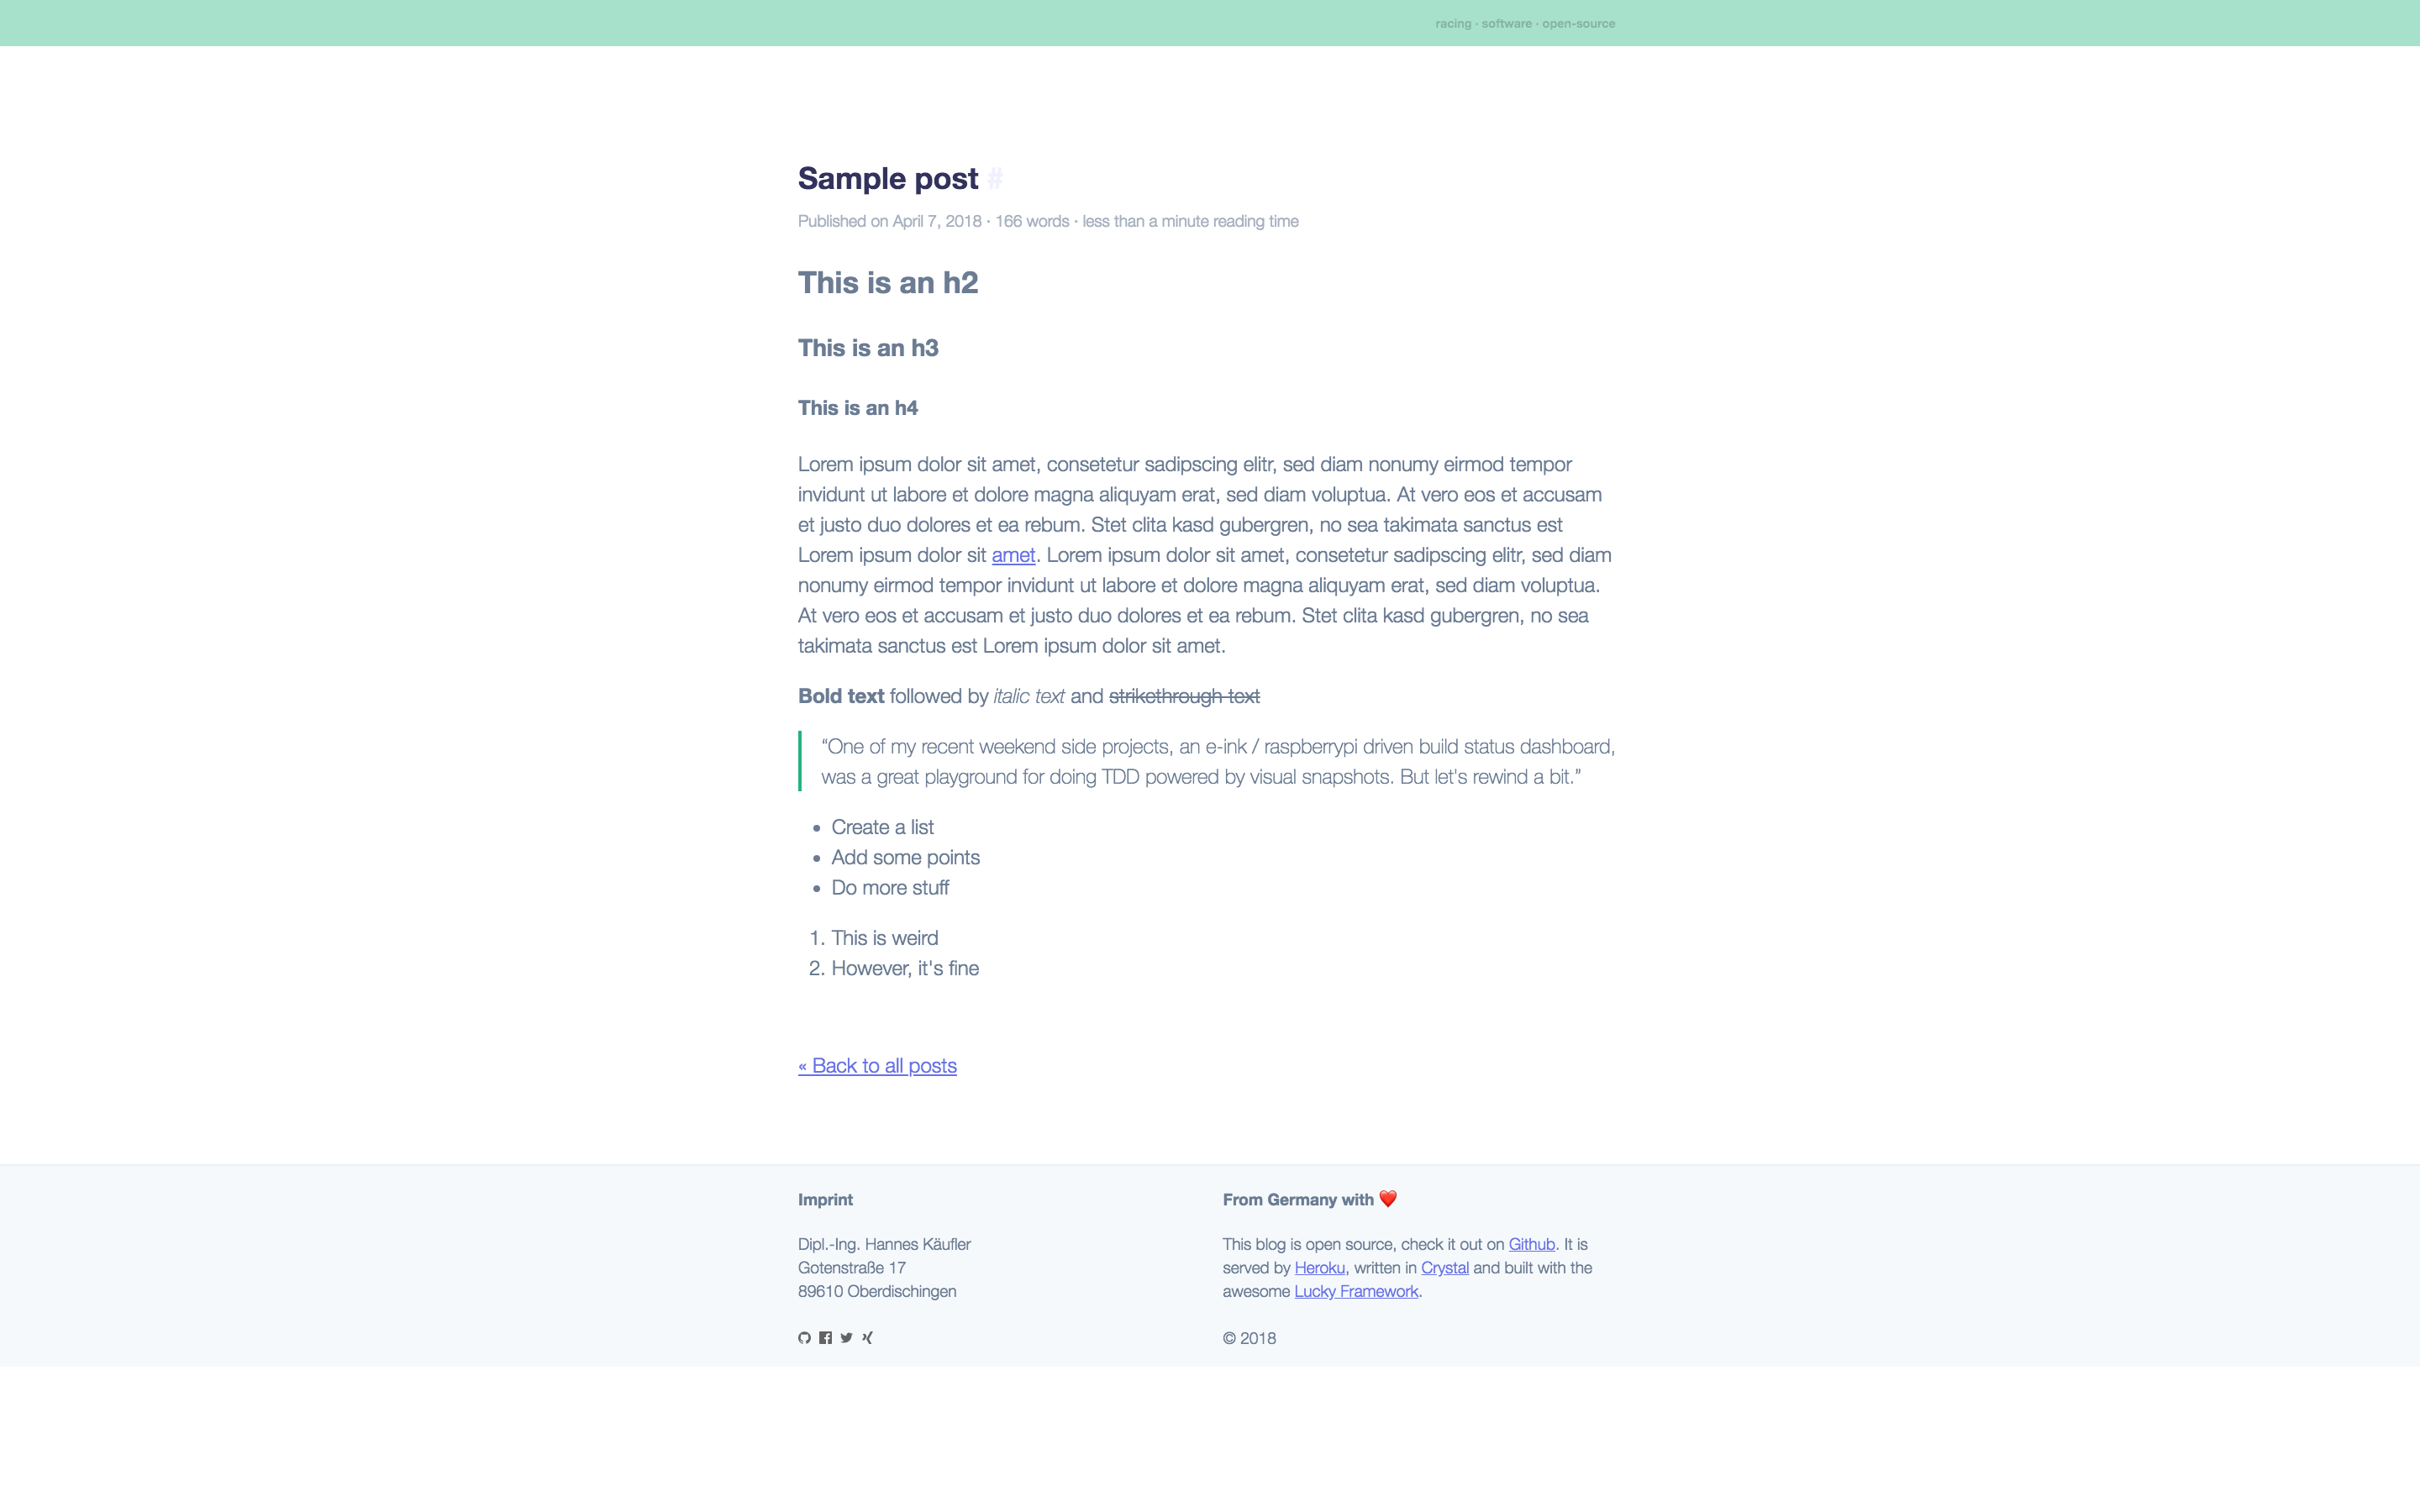 racing · software · open-source
Sample post #
Published on April 7, 2018 · 166 words · less than a minute reading time
This is an h2
This is an h3
This is an h4
Lorem ipsum dolor sit amet, consetetur sadipscing elitr, sed diam nonumy eirmod tempor
invidunt ut labore et dolore magna aliquyam erat, sed diam voluptua. At vero eos et accusam
et justo duo dolores et ea rebum. Stet clita kasd gubergren, no sea takimata sanctus est
Lorem ipsum dolor sit amet. Lorem ipsum dolor sit amet, consetetur sadipscing elitr, sed diam
nonumy eirmod tempor invidunt ut labore et dolore magna aliquyam erat, sed diam voluptua.
At vero eos et accusam et justo duo dolores et ea rebum. Stet clita kasd gubergren, no sea
takimata sanctus est Lorem ipsum dolor sit amet.
Bold text followed by italic text and strikethrough text
“One of my recent weekend side projects, an e-ink / raspberrypi driven build status dashboard,
was a great playground for doing TDD powered by visual snapshots. But let's rewind a bit.”
• Create a list
• Add some points
• Do more stuff
1. This is weird
2. However, it's fine
« Back to all posts
Imprint
Dipl.-Ing. Hannes Käufler
Gotenstraße 17
89610 Oberdischingen
From Germany with ❤️
This blog is open source, check it out on Github. It is
served by Heroku, written in Crystal and built with the
awesome Lucky Framework.
© 2018